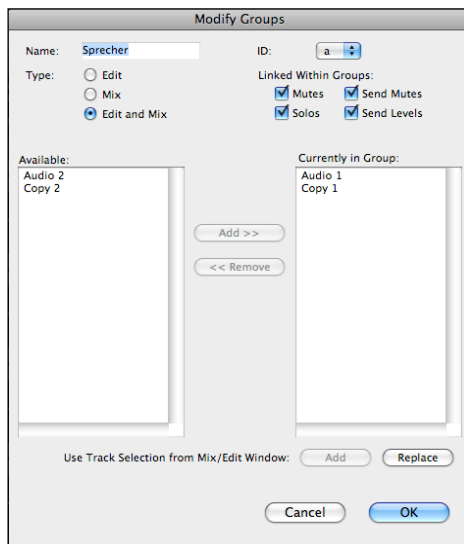 Modify Groups
Name: Sprecher ID: a
Type: Edit Linked Within Groups:
Mix Mutes Send Mutes
Edit and Mix Solos Send Levels
Available: Currently in Group:
Audio 2 Audio 1
Copy 2 Copy 1
Add >>
<< Remove
Use Track Selection from Mix/Edit Window: Add Replace
Cancel OK